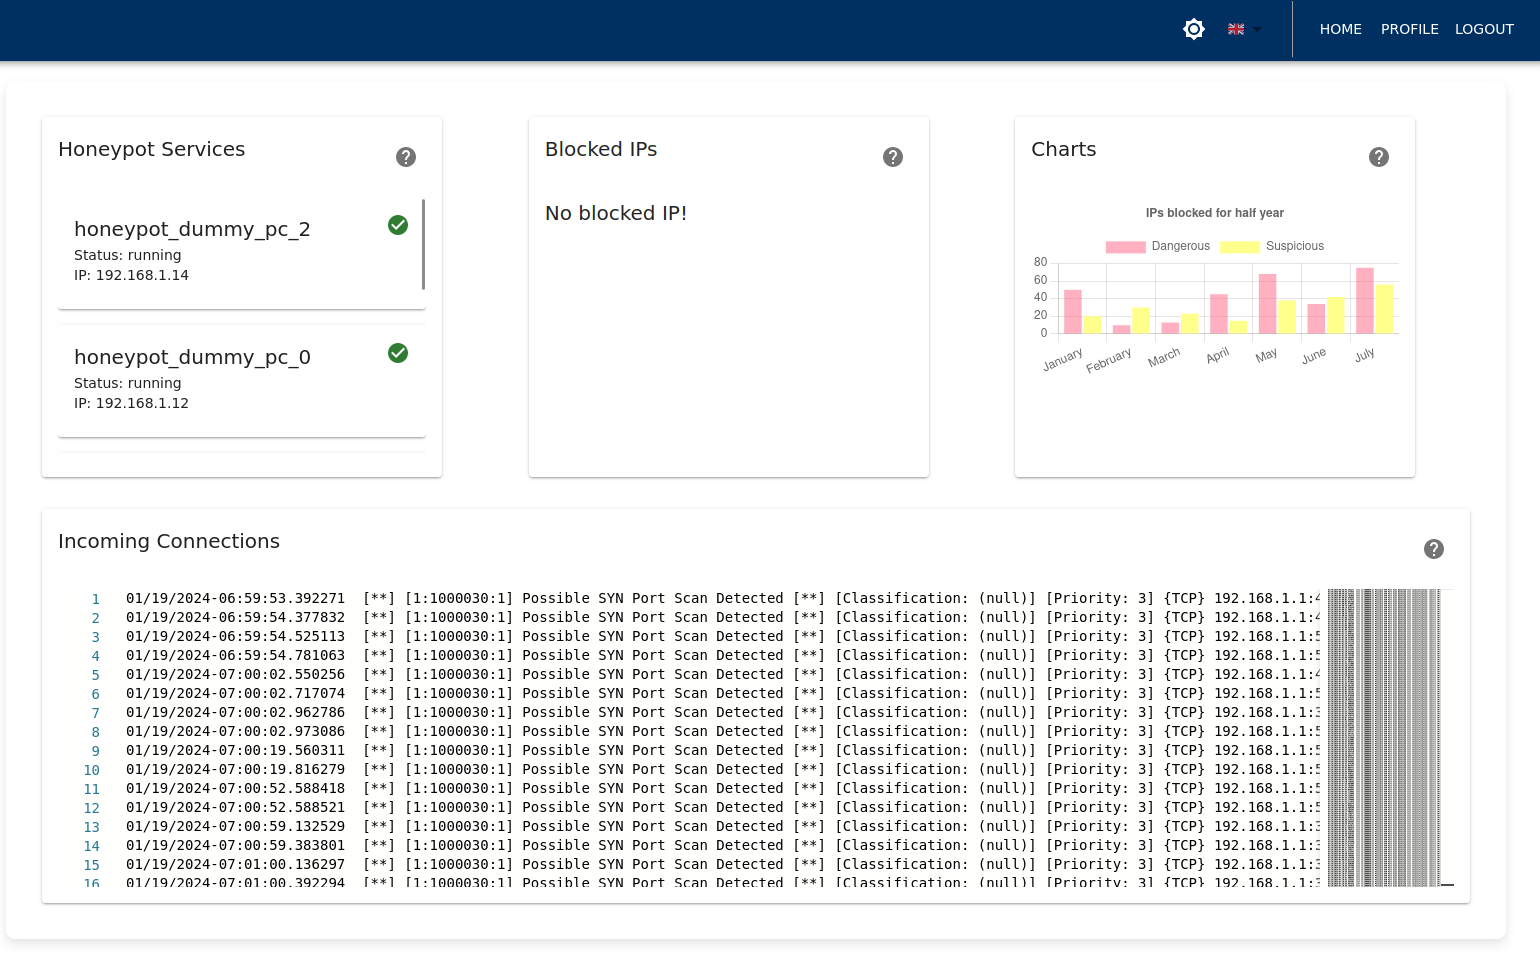 HOME PROFILE LOGOUT
Honeypot Services
honeypot_dummy_pc_2
Status: running
IP: 192.168.1.14
honeypot_dummy_pc_0
Status: running
IP: 192.168.1.12
Blocked IPs
No blocked IP!
Charts
IPs blocked for half year
Dangerous Suspicious
80
60
40
20
0
January February March April May June July
Incoming Connections
1 01/19/2024-06:59:53.392271 [**] [1:1000030:1] Possible SYN Port Scan Detected [**] [Classification: (null)] [Priority: 3] {TCP} 192.168.1.1:4
2 01/19/2024-06:59:54.377832 [**] [1:1000030:1] Possible SYN Port Scan Detected [**] [Classification: (null)] [Priority: 3] {TCP} 192.168.1.1:4
3 01/19/2024-06:59:54.525113 [**] [1:1000030:1] Possible SYN Port Scan Detected [**] [Classification: (null)] [Priority: 3] {TCP} 192.168.1.1:5
4 01/19/2024-06:59:54.781063 [**] [1:1000030:1] Possible SYN Port Scan Detected [**] [Classification: (null)] [Priority: 3] {TCP} 192.168.1.1:5
5 01/19/2024-07:00:02.550256 [**] [1:1000030:1] Possible SYN Port Scan Detected [**] [Classification: (null)] [Priority: 3] {TCP} 192.168.1.1:4
6 01/19/2024-07:00:02.717074 [**] [1:1000030:1] Possible SYN Port Scan Detected [**] [Classification: (null)] [Priority: 3] {TCP} 192.168.1.1:5
7 01/19/2024-07:00:02.962786 [**] [1:1000030:1] Possible SYN Port Scan Detected [**] [Classification: (null)] [Priority: 3] {TCP} 192.168.1.1:3
8 01/19/2024-07:00:02.973086 [**] [1:1000030:1] Possible SYN Port Scan Detected [**] [Classification: (null)] [Priority: 3] {TCP} 192.168.1.1:5
9 01/19/2024-07:00:19.560311 [**] [1:1000030:1] Possible SYN Port Scan Detected [**] [Classification: (null)] [Priority: 3] {TCP} 192.168.1.1:5
10 01/19/2024-07:00:19.816279 [**] [1:1000030:1] Possible SYN Port Scan Detected [**] [Classification: (null)] [Priority: 3] {TCP} 192.168.1.1:5
11 01/19/2024-07:00:52.588418 [**] [1:1000030:1] Possible SYN Port Scan Detected [**] [Classification: (null)] [Priority: 3] {TCP} 192.168.1.1:5
12 01/19/2024-07:00:52.588521 [**] [1:1000030:1] Possible SYN Port Scan Detected [**] [Classification: (null)] [Priority: 3] {TCP} 192.168.1.1:5
13 01/19/2024-07:00:59.132529 [**] [1:1000030:1] Possible SYN Port Scan Detected [**] [Classification: (null)] [Priority: 3] {TCP} 192.168.1.1:3
14 01/19/2024-07:00:59.383801 [**] [1:1000030:1] Possible SYN Port Scan Detected [**] [Classification: (null)] [Priority: 3] {TCP} 192.168.1.1:3
15 01/19/2024-07:01:00.136297 [**] [1:1000030:1] Possible SYN Port Scan Detected [**] [Classification: (null)] [Priority: 3] {TCP} 192.168.1.1:3
16 01/19/2024-07:01:00.392294 [**] [1:1000030:1] Possible SYN Port Scan Detected [**] [Classification: (null)] [Priority: 3] {TCP} 192.168.1.1:3